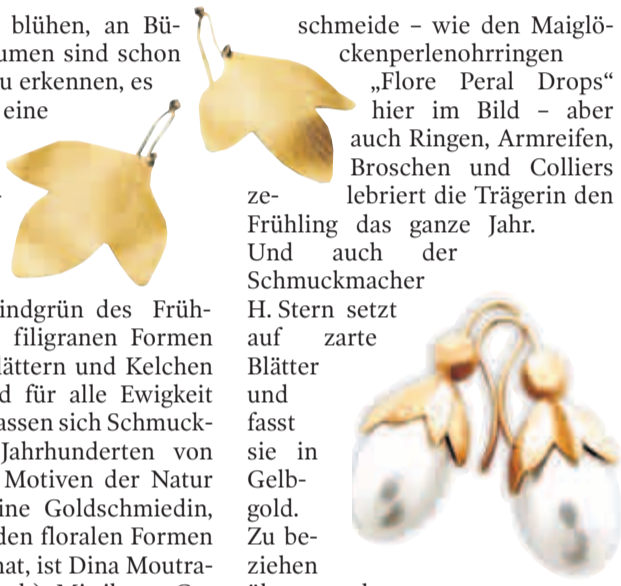 blühen, an Bü-
umen sind schon
u erkennen, es
eine
indgrün des Früh-
filigranen Formen
lättern und Kelchen
d für alle Ewigkeit
assen sich Schmuck-
Jahrhunderten von
Motiven der Natur
ine Goldschmiedin,
den floralen Formen
hat, ist Dina Moutra-
schmeide – wie den Maiglö-
ckenperlenohrringen
„Flore Peral Drops“
hier im Bild – aber
auch Ringen, Armreifen,
Broschen und Colliers
ze- lebriert die Trägerin den
Frühling das ganze Jahr.
Und auch der
Schmuckmacher
H. Stern setzt
auf zarte
Blätter
und
fasst
sie in
Gelb-
gold.
Zu be-
ziehen